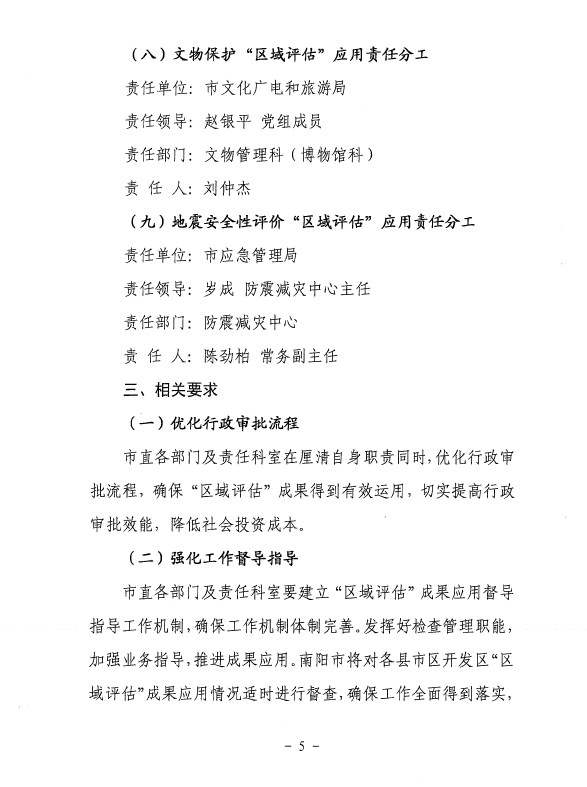 （八）文物保护“区域评估”应用责任分工
责任单位：市文化广电和旅游局
责任领导：赵银平 党组成员
责任部门：文物管理科（博物馆科）
责 任 人：刘仲杰
（九）地震安全性评价“区域评估”应用责任分工
责任单位：市应急管理局
责任领导：岁成 防震减灾中心主任
责任部门：防震减灾中心
责 任 人：陈劲柏 常务副主任
三、相关要求
（一）优化行政审批流程
市直各部门及责任科室在厘清自身职责同时，优化行政审
批流程，确保“区域评估”成果得到有效运用，切实提高行政
审批效能，降低社会投资成本。
（二）强化工作督导指导
市直各部门及责任科室要建立“区域评估”成果应用督导
指导工作机制，确保工作机制体制完善。发挥好检查管理职能，
加强业务指导，推进成果应用。南阳市将对各县市区开发区“区
域评估”成果应用情况适时进行督查，确保工作全面得到落实，
- 5 -